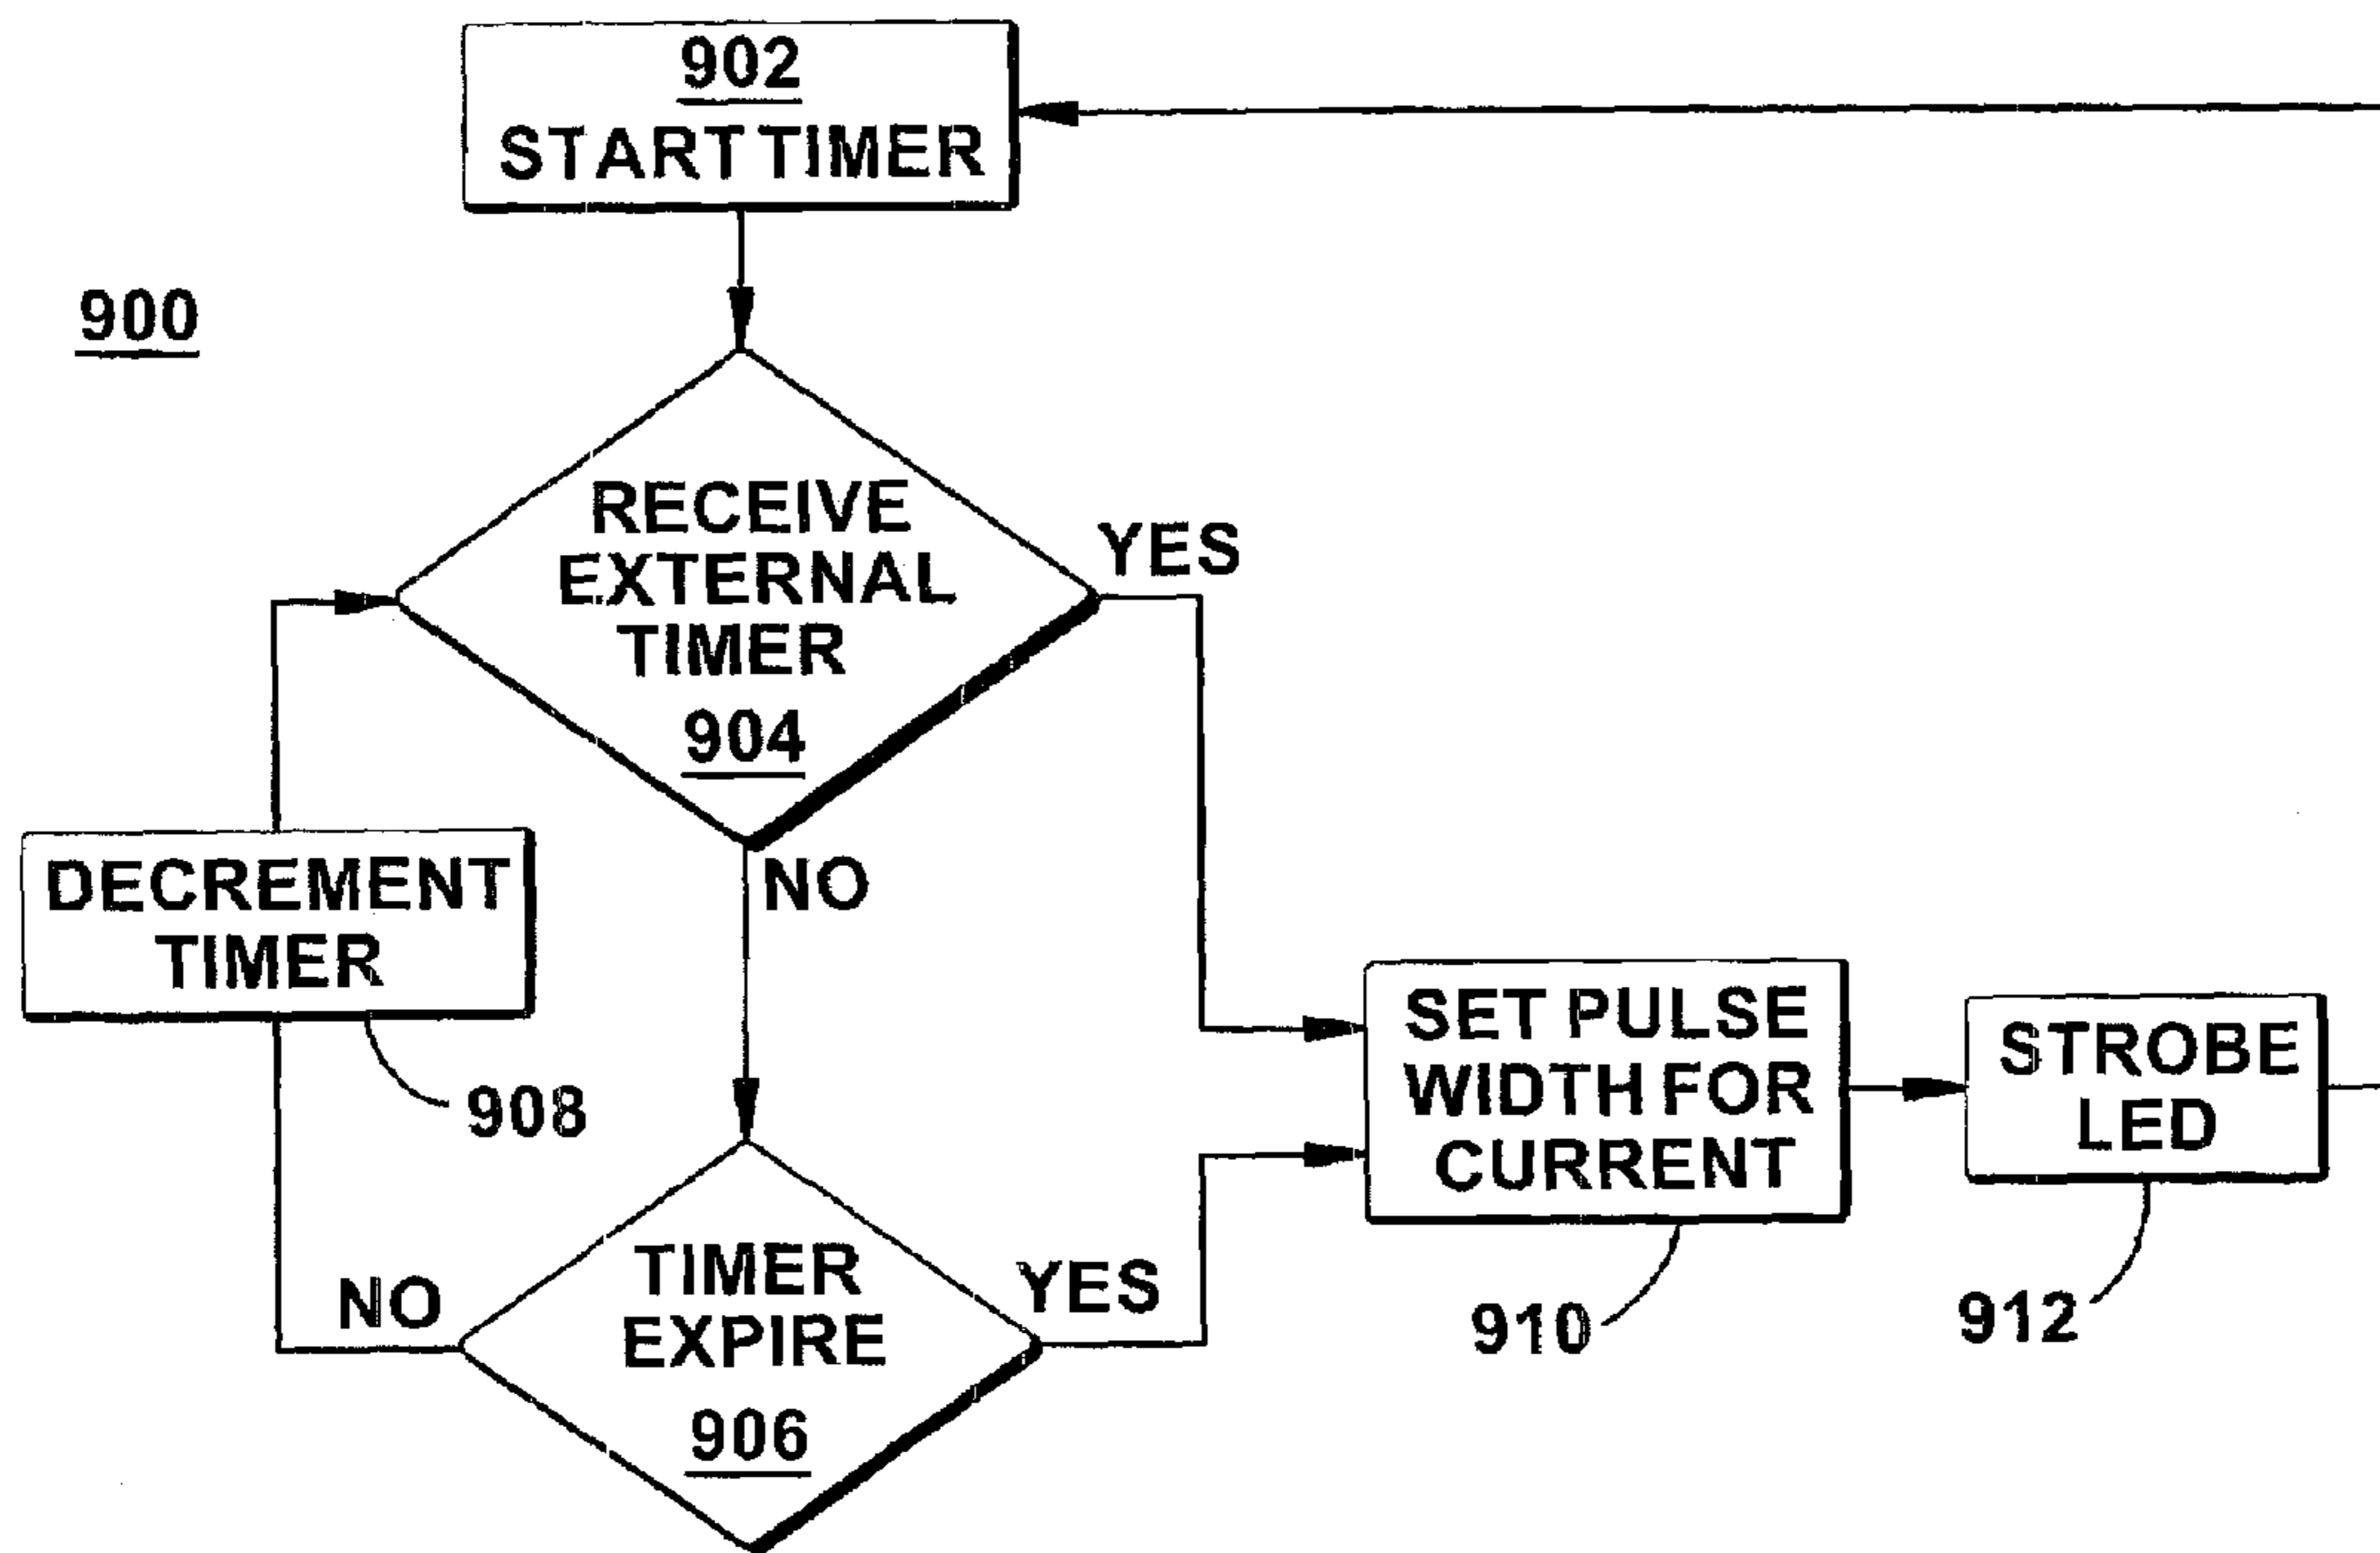 902
START TIMER
900
RECEIVE
EXTERNAL
TIMER
904
YES
NO
DECREMENT
TIMER
908
SET PULSE
WIDTH FOR
CURRENT
910
STROBE
LED
912
TIMER
EXPIRE
906
NO
YES